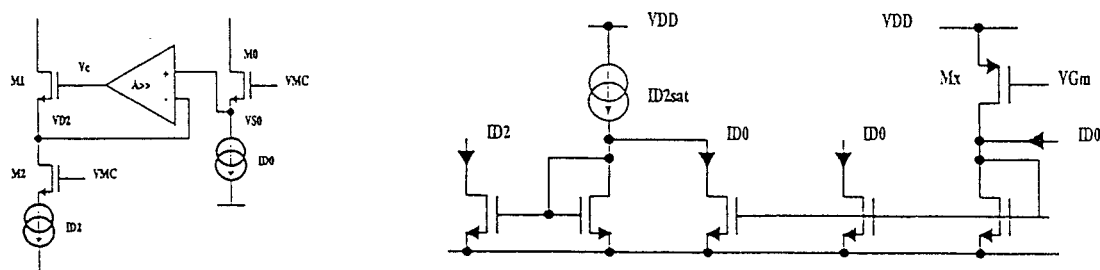 M1
Vc
A>>
+
-
M0
VMC
VD2
VS0
ID0
M2
VMC
ID2
VDD
ID2sat
ID2
ID0
ID0
VDD
Mx
VGm
ID0